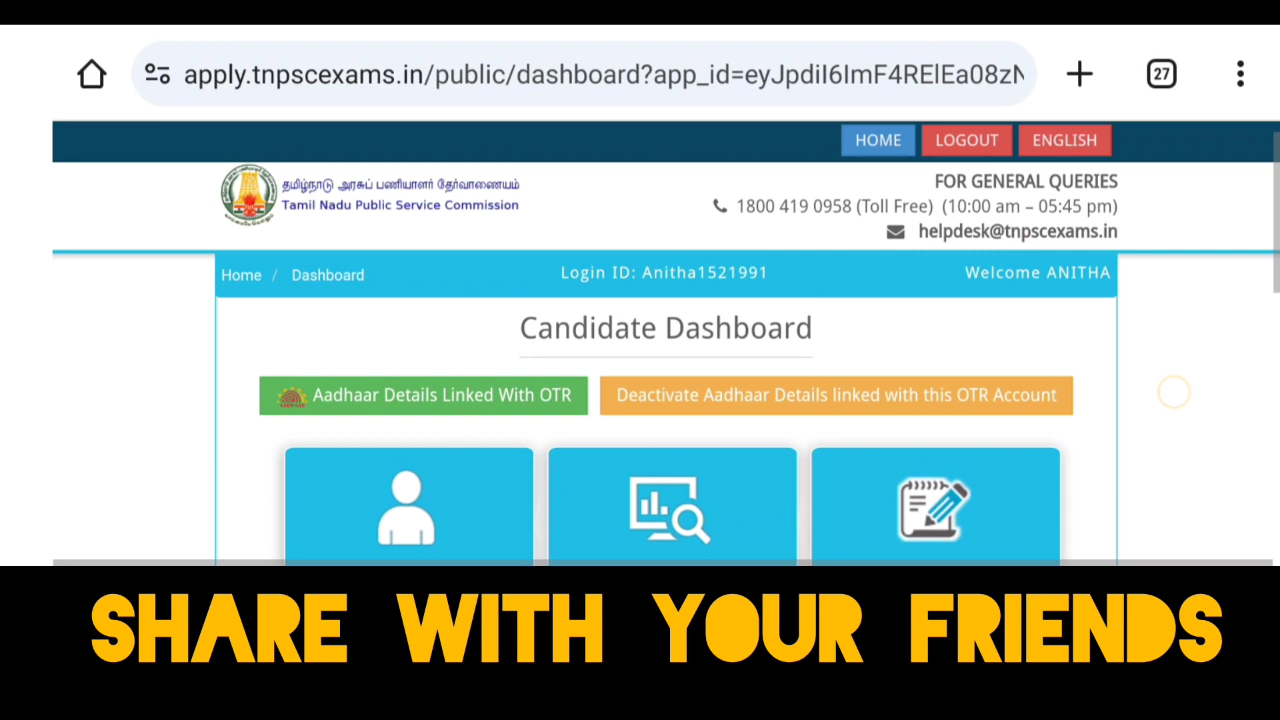 apply.tnpscexams.in/public/dashboard?app_id=eyJpdiI6ImF4RElEa08zN
27
HOME LOGOUT ENGLISH
தமிழ்நாடு அரசுப் பணியாளர் தேர்வாணையம்
Tamil Nadu Public Service Commission
FOR GENERAL QUERIES
1800 419 0958 (Toll Free) (10:00 am – 05:45 pm)
helpdesk@tnpscexams.in
Home / Dashboard
Login ID: Anitha1521991
Welcome ANITHA
Candidate Dashboard
Aadhaar Details Linked With OTR
Deactivate Aadhaar Details linked with this OTR Account
SHARE WITH YOUR FRIENDS